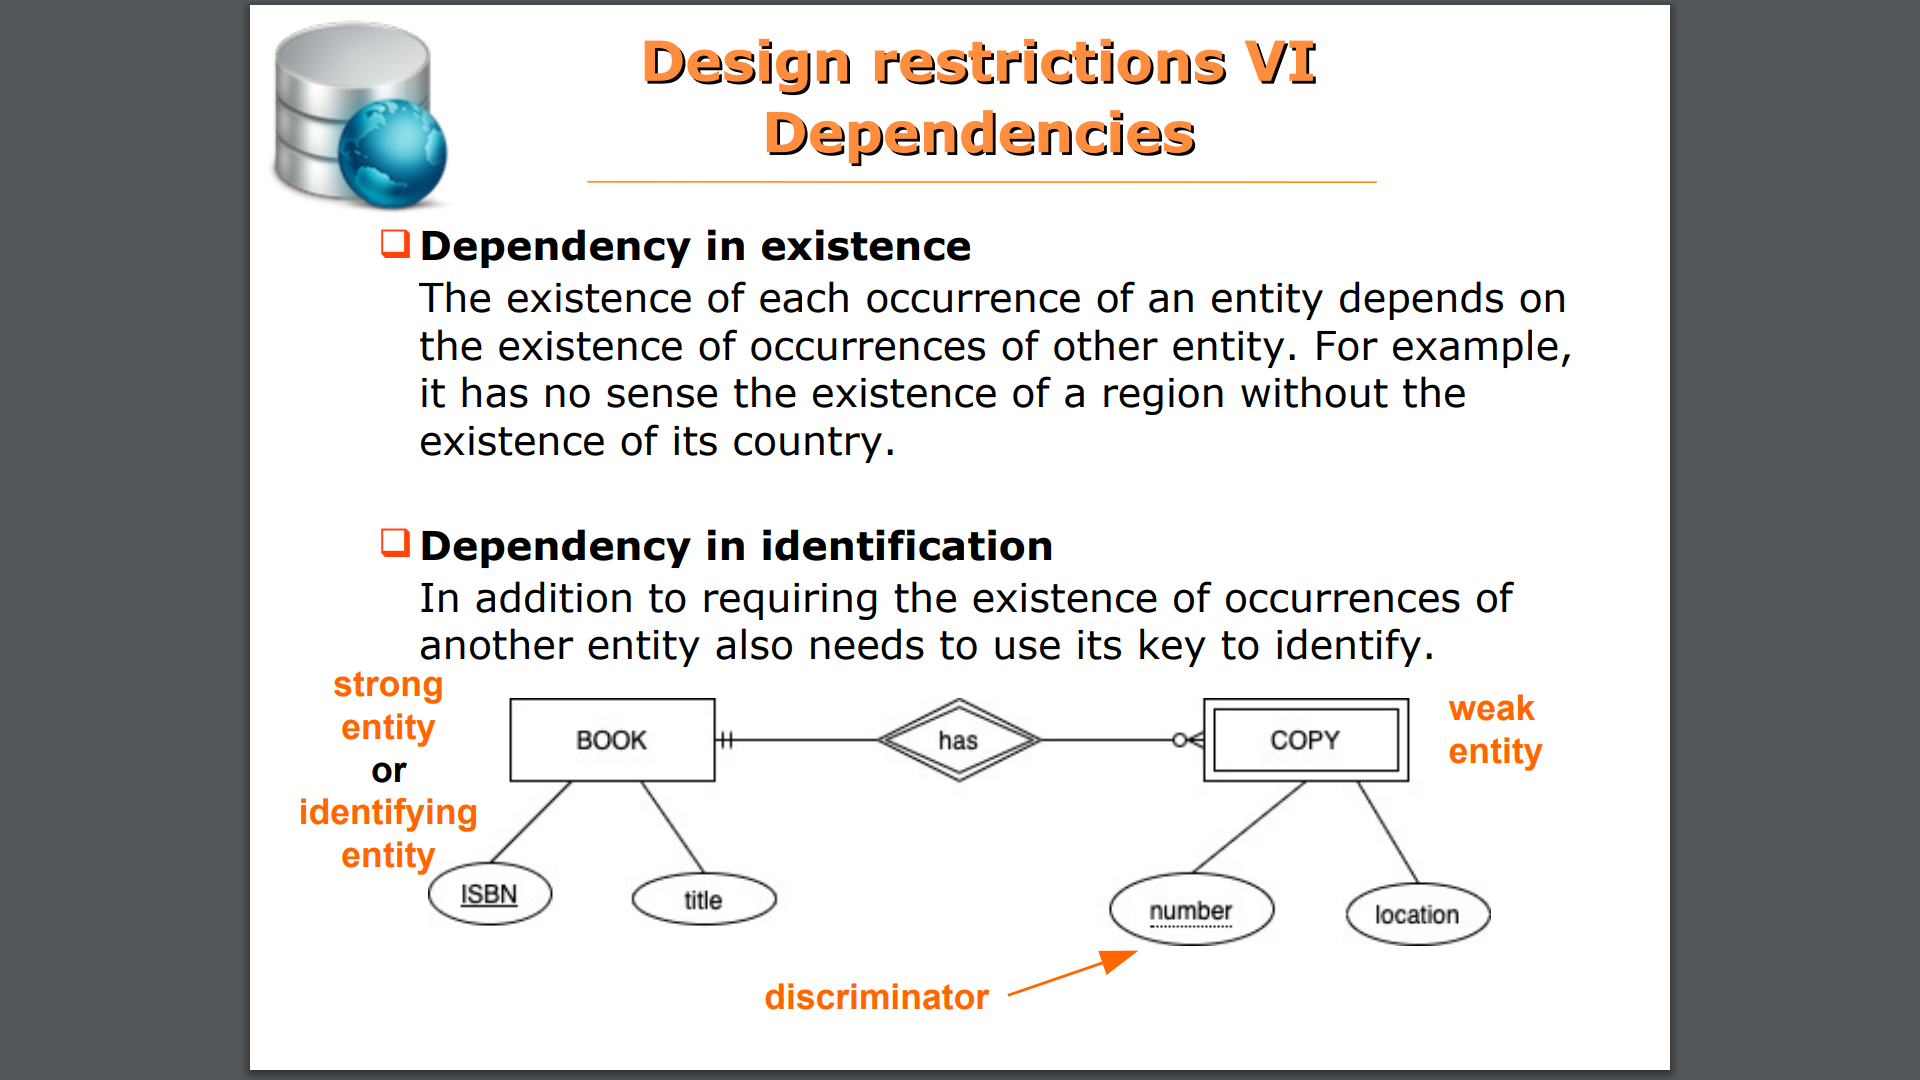 Design restrictions VI
Dependencies
Dependency in existence
The existence of each occurrence of an entity depends on
the existence of occurrences of other entity. For example,
it has no sense the existence of a region without the
existence of its country.
Dependency in identification
In addition to requiring the existence of occurrences of
another entity also needs to use its key to identify.
strong
entity
or
identifying
entity
BOOK
has
COPY
weak
entity
ISBN
title
number
location
discriminator